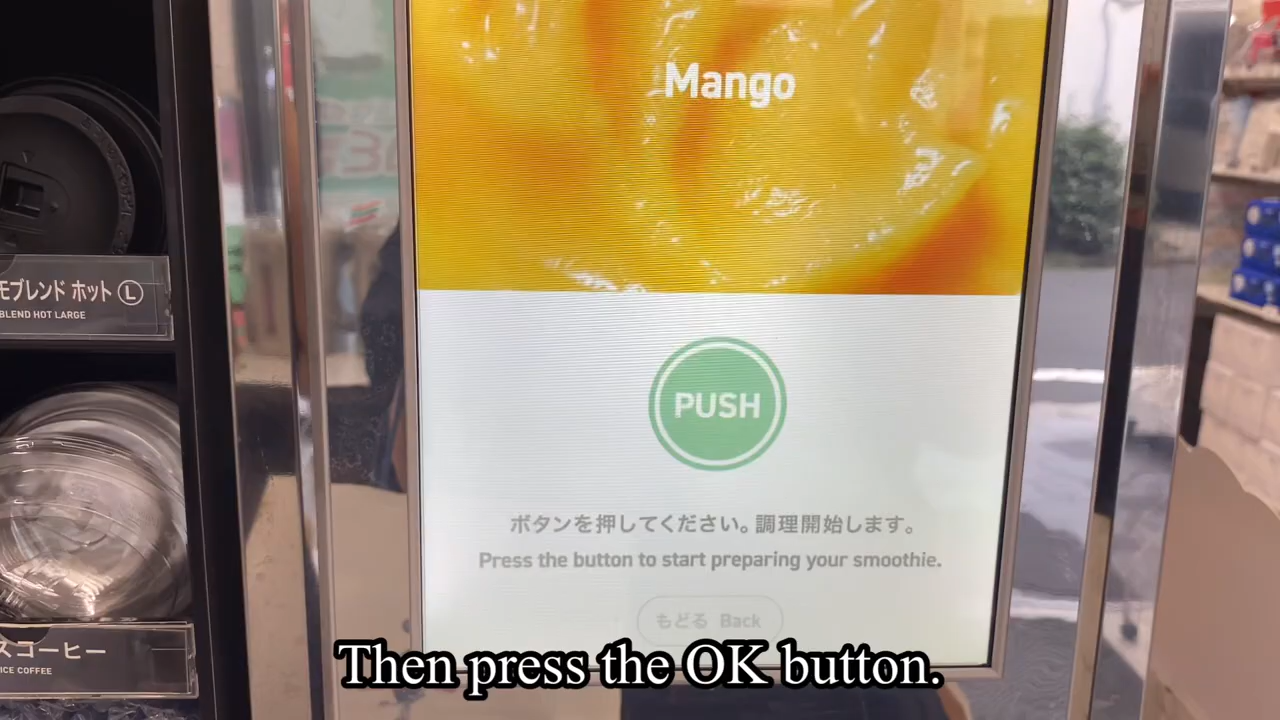 Mango
モブレンド ホット Ⓛ
BLEND HOT LARGE
PUSH
ボタンを押してください。調理開始します。
Press the button to start preparing your smoothie.
もどる Back
スコーヒー
ICE COFFEE
Then press the OK button.